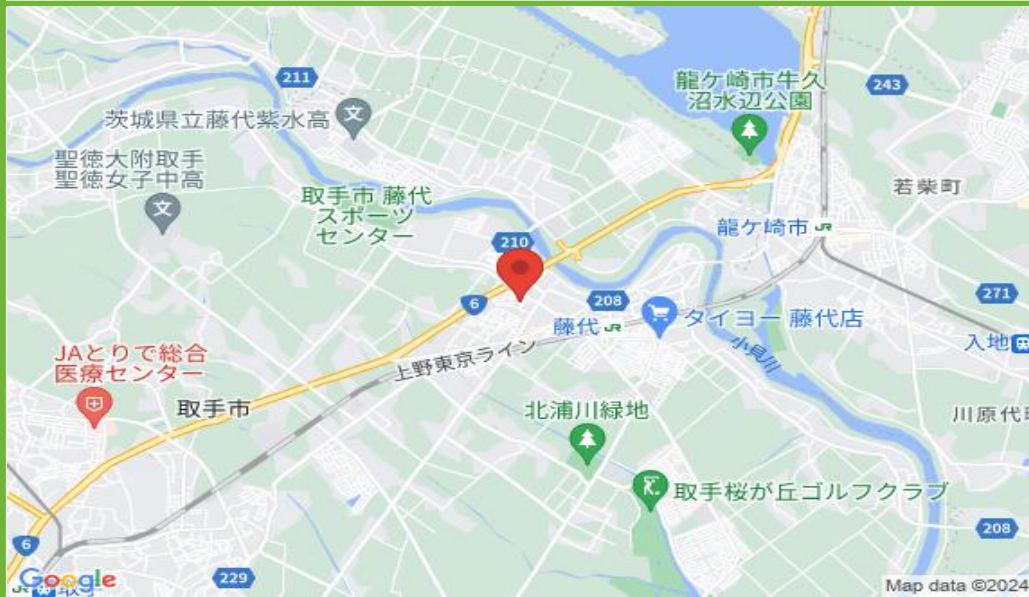 211
茨城県立藤代紫水高
聖徳大附取手
聖徳女子中高
取手市 藤代
スポーツ
センター
龍ケ崎市牛久
沼水辺公園
243
若柴町
龍ケ崎市 JR
210
6
208
271
藤代 JR
タイヨー 藤代店
入地
上野東京ライン
小貝川
JAとりで総合
医療センター
取手市
北浦川緑地
川原代町
取手桜が丘ゴルフクラブ
208
6
229
Google
JR 取手
Map data ©2024